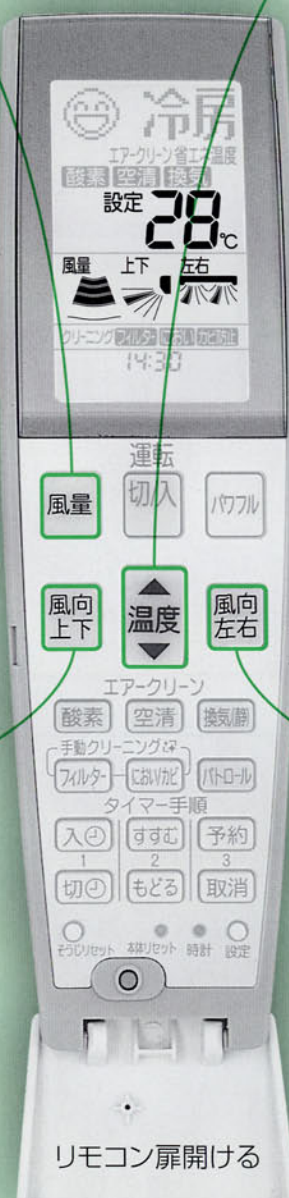 冷房
エアークリーン 省エネ温度
酸素 空清 換気
設定 28℃
風量 上下 左右
クリーニング フィルター におい カビ防止
14:30
運転
風量 切/入 パワフル
風向上下 ▲温度▼ 風向左右
エアークリーン
酸素 空清 換気/静
手動クリーニング
フィルター におい/カビ パトロール
タイマー手順
入 すすむ 予約
1 2 3
切 もどる 取消
そうじリセット 本体リセット 時計 設定
リモコン扉開ける